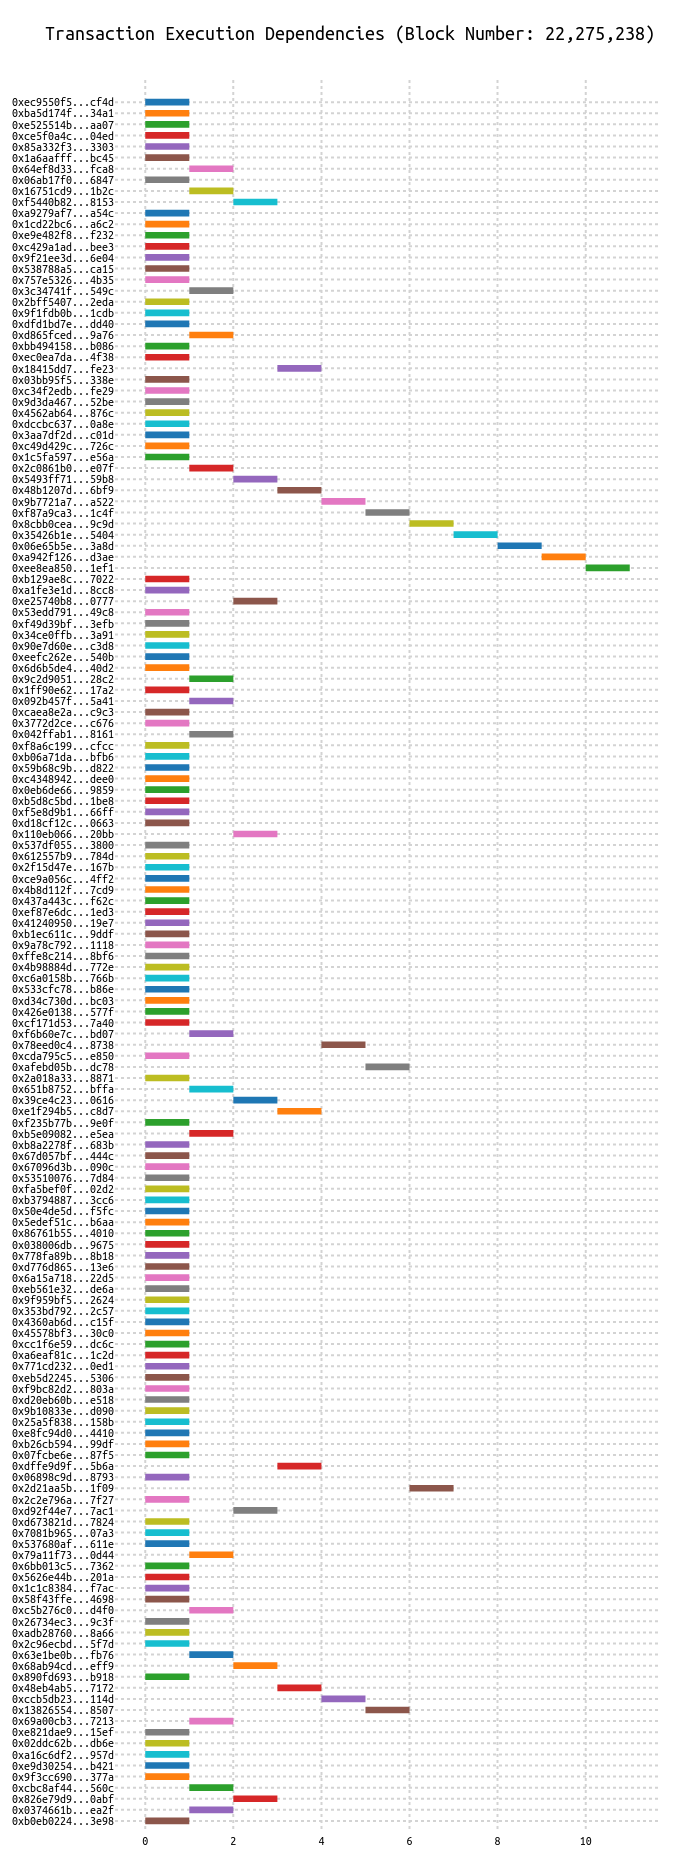 Transaction Execution Dependencies (Block Number: 22,275,238)
0xec9550f5...cf4d
0xba5d174f...34a1
0xe525514b...aa07
0xce5f0a4c...04ed
0x85a332f3...3303
0x1a6aafff...bc45
0x64ef8d33...fca8
0x06ab17f0...6847
0x16751cd9...1b2c
0xf5440b82...8153
0xa9279af7...a54c
0x1cd22bc6...a6c2
0xe9e482f8...f232
0xc429a1ad...bee3
0x9f21ee3d...6e04
0x538788a5...ca15
0x757e5326...4b35
0x3c34741f...549c
0x2bff5407...2eda
0x9f1fdb0b...1cdb
0xdfd1bd7e...dd40
0xd865fced...9a76
0xbb494158...b086
0xec0ea7da...4f38
0x18415dd7...fe23
0x03bb95f5...338e
0xc34f2edb...fe29
0x9d3da467...52be
0x4562ab64...876c
0xdccbc637...0a8e
0x3aa7df2d...c01d
0xc49d429c...726c
0x1c5fa597...e56a
0x2c0861b0...e07f
0x5493ff71...59b8
0x48b1207d...6bf9
0x9b7721a7...a522
0xf87a9ca3...1c4f
0x8cbb0cea...9c9d
0x35426b1e...5404
0x06e65b5e...3a8d
0xa942f126...d3ae
0xee8ea850...1ef1
0xb129ae8c...7022
0xa1fe3e1d...8cc8
0xe25740b8...0777
0x53edd791...49c8
0xf49d39bf...3efb
0x34ce0ffb...3a91
0x90e7d60e...c3d8
0xeefc262e...540b
0x6d6b5de4...40d2
0x9c2d9051...28c2
0x1ff90e62...17a2
0x092b457f...5a41
0xcaea8e2a...c9c3
0x3772d2ce...c676
0x042ffab1...8161
0xf8a6c199...cfcc
0xb06a71da...bfb6
0x59b68c9b...d822
0xc4348942...dee0
0x0eb6de66...9859
0xb5d8c5bd...1be8
0xf5e8d9b1...66ff
0xd18cf12c...0663
0x110eb066...20bb
0x537df055...3800
0x612557b9...784d
0x2f15d47e...167b
0xce9a056c...4ff2
0x4b8d112f...7cd9
0x437a443c...f62c
0xef87e6dc...1ed3
0x41240950...19e7
0xb1ec611c...9ddf
0x9a78c792...1118
0xffe8c214...8bf6
0x4b98884d...772e
0xc6a0158b...766b
0x533cfc78...b86e
0xd34c730d...bc03
0x426e0138...577f
0xcf171d53...7a40
0xf6b60e7c...bd07
0x78eed0c4...8738
0xcda795c5...e850
0xafebd05b...dc78
0x2a018a33...8871
0x651b8752...bffa
0x39ce4c23...0616
0xe1f294b5...c8d7
0xf235b77b...9e0f
0xb5e09082...e5ea
0xb8a2278f...683b
0x67d057bf...444c
0x67096d3b...090c
0x53510076...7d84
0xfa5bef0f...02d2
0xb3794887...3cc6
0x50e4de5d...f5fc
0x5edef51c...b6aa
0x86761b55...4010
0x038006db...9675
0x778fa89b...8b18
0xd776d865...13e6
0x6a15a718...22d5
0xeb561e32...de6a
0x9f959bf5...2624
0x353bd792...2c57
0x4360ab6d...c15f
0x45578bf3...30c0
0xcc1f6e59...dc6c
0xa6eaf81c...1c2d
0x771cd232...0ed1
0xeb5d2245...5306
0xf9bc82d2...803a
0xd20eb60b...e518
0x9b10833e...d090
0x25a5f838...158b
0xe8fc94d0...4410
0xb26cb594...99df
0x07fcbe6e...87f5
0xdffe9d9f...5b6a
0x06898c9d...8793
0x2d21aa5b...1f09
0x2c2e796a...7f27
0xd92f44e7...7ac1
0xd673821d...7824
0x7081b965...07a3
0x537680af...611e
0x79a11f73...0d44
0x6bb013c5...7362
0x5626e44b...201a
0x1c1c8384...f7ac
0x58f43ffe...4698
0xc5b276c0...d4f0
0x26734ec3...9c3f
0xadb28760...8a66
0x2c96ecbd...5f7d
0x63e1be0b...fb76
0x68ab94cd...eff9
0x890fd693...b918
0x48eb4ab5...7172
0xccb5db23...114d
0x13826554...8507
0x69a00cb3...7213
0xe821dae9...15ef
0x02ddc62b...db6e
0xa16c6df2...957d
0xe9d30254...b421
0x9f3cc690...377a
0xcbc8af44...560c
0x826e79d9...0abf
0x0374661b...ea2f
0xb0eb0224...3e98
0 2 4 6 8 10